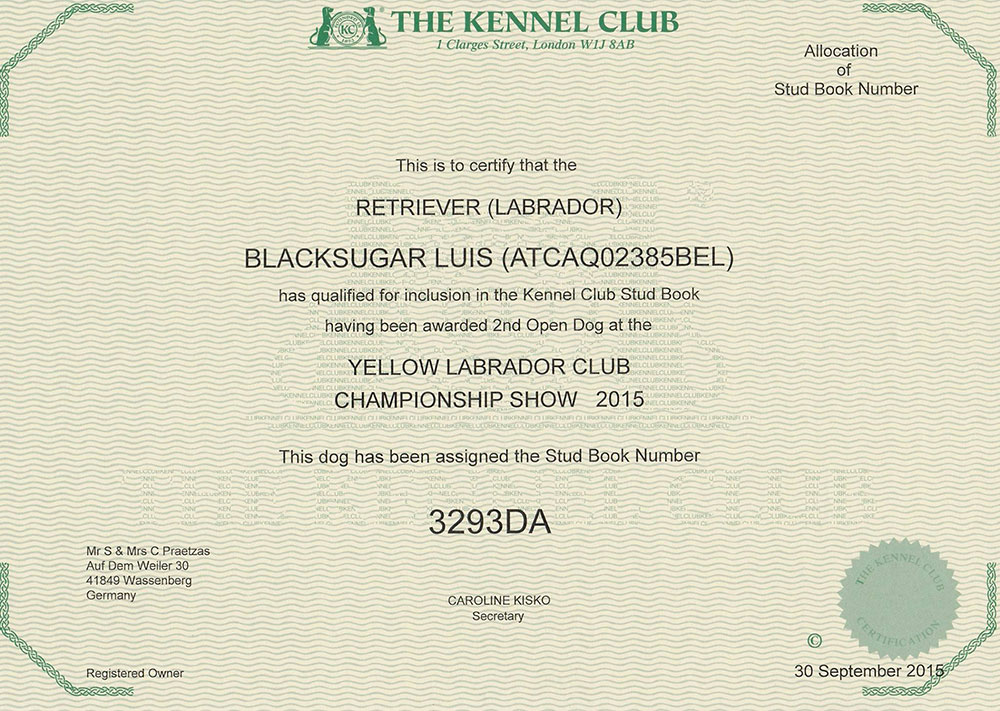 THE KENNEL CLUB
1 Clarges Street, London W1J 8AB
Allocation
of
Stud Book Number
This is to certify that the
RETRIEVER (LABRADOR)
BLACKSUGAR LUIS (ATCAQ02385BEL)
has qualified for inclusion in the Kennel Club Stud Book
having been awarded 2nd Open Dog at the
YELLOW LABRADOR CLUB
CHAMPIONSHIP SHOW 2015
This dog has been assigned the Stud Book Number
3293DA
Mr S & Mrs C Praetzas
Auf Dem Weiler 30
41849 Wassenberg
Germany
CAROLINE KISKO
Secretary
THE KENNEL CLUB
CERTIFICATION
©
30 September 2015
Registered Owner